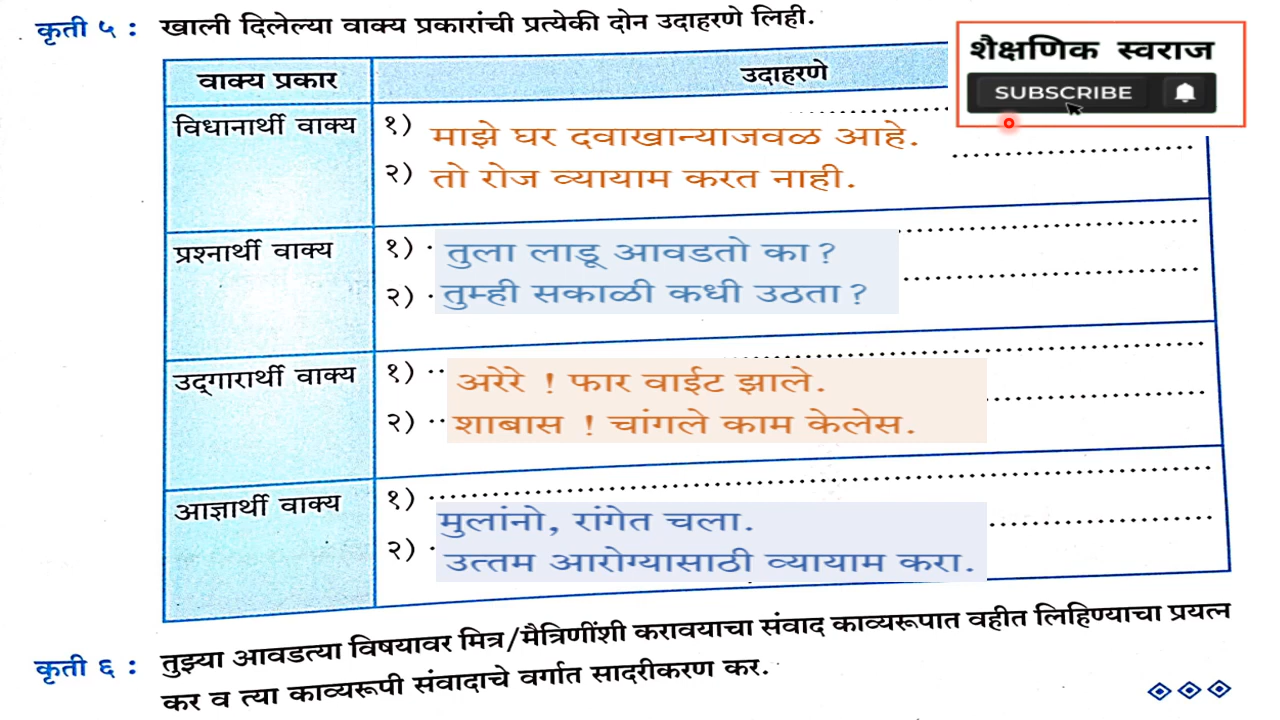 कृती ५ : खाली दिलेल्या वाक्य प्रकारांची प्रत्येकी दोन उदाहरणे लिही.
शैक्षणिक स्वराज
SUBSCRIBE
वाक्य प्रकार उदाहरणे
विधानार्थी वाक्य १) माझे घर दवाखान्याजवळ आहे.
२) तो रोज व्यायाम करत नाही.
प्रश्नार्थी वाक्य १) तुला लाडू आवडतो का?
२) तुम्ही सकाळी कधी उठता?
उद्‌गारार्थी वाक्य १) अरेरे ! फार वाईट झाले.
२) शाबास ! चांगले काम केलेस.
आज्ञार्थी वाक्य १) मुलांनो, रांगेत चला.
२) उत्तम आरोग्यासाठी व्यायाम करा.
कृती ६ : तुझ्या आवडत्या विषयावर मित्र/मैत्रिणींशी करावयाचा संवाद काव्यरूपात वहीत लिहिण्याचा प्रयत्न
कर व त्या काव्यरूपी संवादाचे वर्गात सादरीकरण कर.